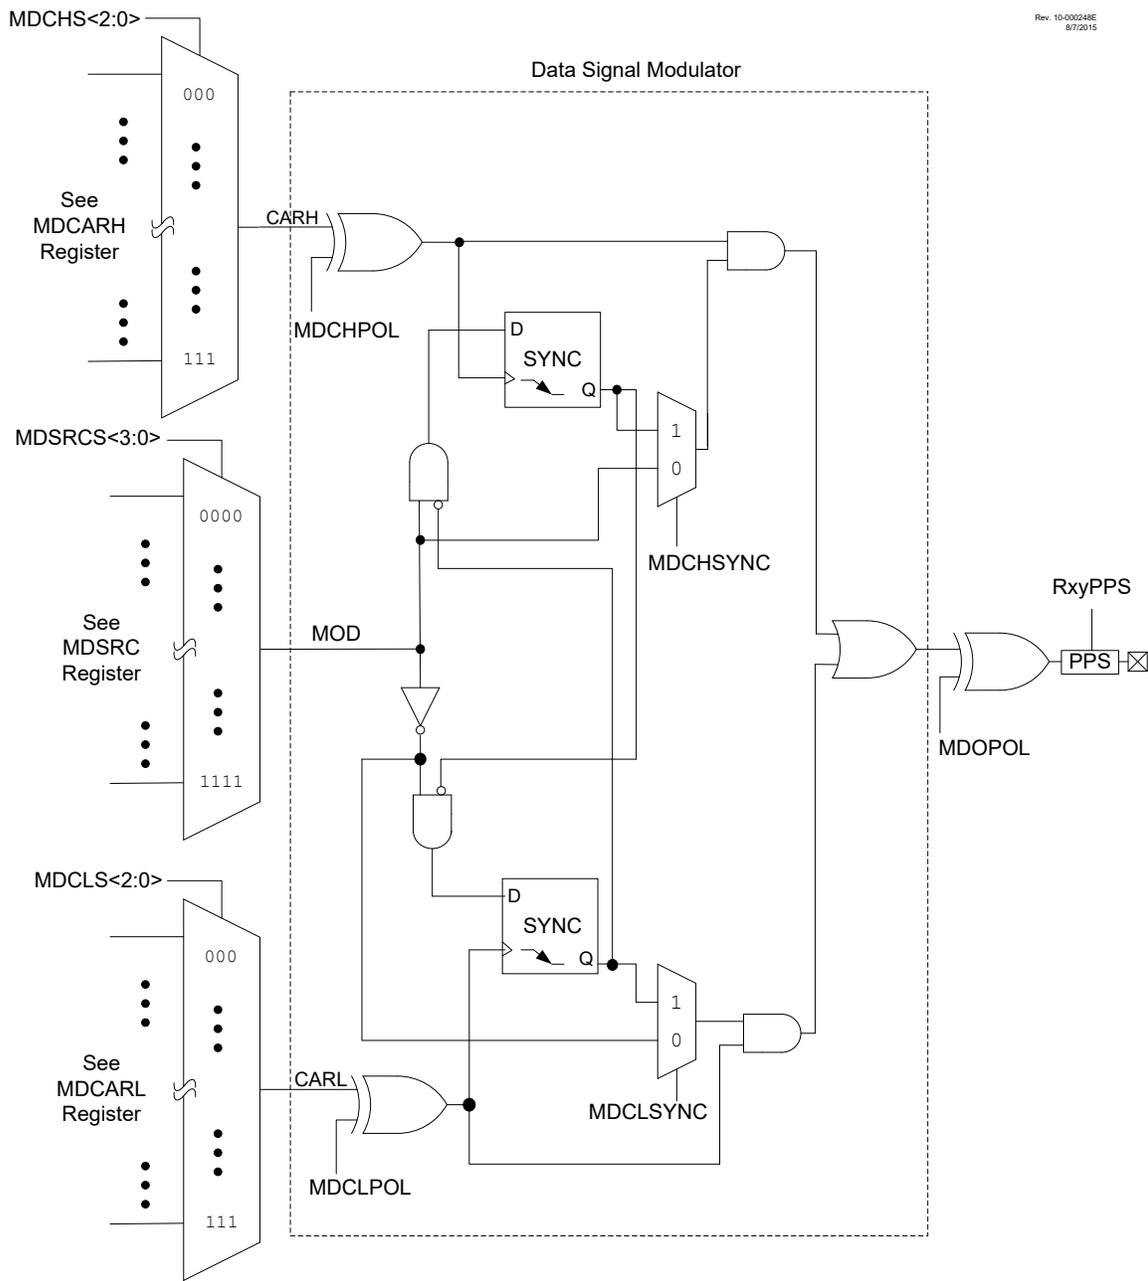 MDCHS<2:0>
Rev. 10-000248E
8/7/2015
Data Signal Modulator
000
See
MDCARH
Register
CARH
MDCHPOL
111
D
SYNC
Q
1
0
MDCHSYNC
MDSRCS<3:0>
0000
See
MDSRC
Register
MOD
1111
RxyPPS
PPS
MDOPOL
MDCLS<2:0>
000
See
MDCARL
Register
CARL
MDCLPOL
111
D
SYNC
Q
1
0
MDCLSYNC